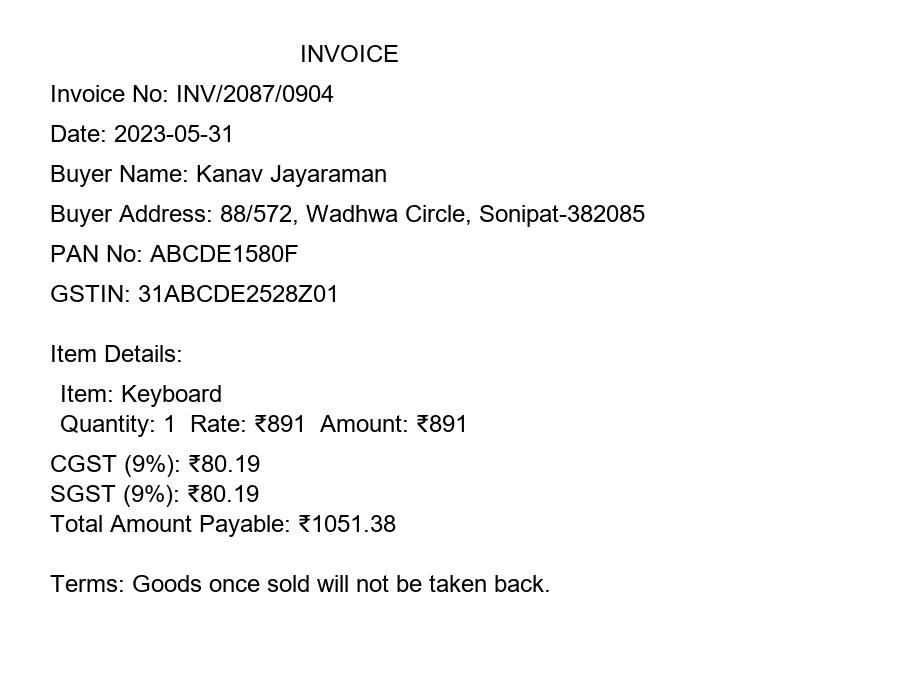 INVOICE
Invoice No: INV/2087/0904
Date: 2023-05-31
Buyer Name: Kanav Jayaraman
Buyer Address: 88/572, Wadhwa Circle, Sonipat-382085
PAN No: ABCDE1580F
GSTIN: 31ABCDE2528Z01
Item Details:
Item: Keyboard
Quantity: 1  Rate: ₹891  Amount: ₹891
CGST (9%): ₹80.19
SGST (9%): ₹80.19
Total Amount Payable: ₹1051.38
Terms: Goods once sold will not be taken back.